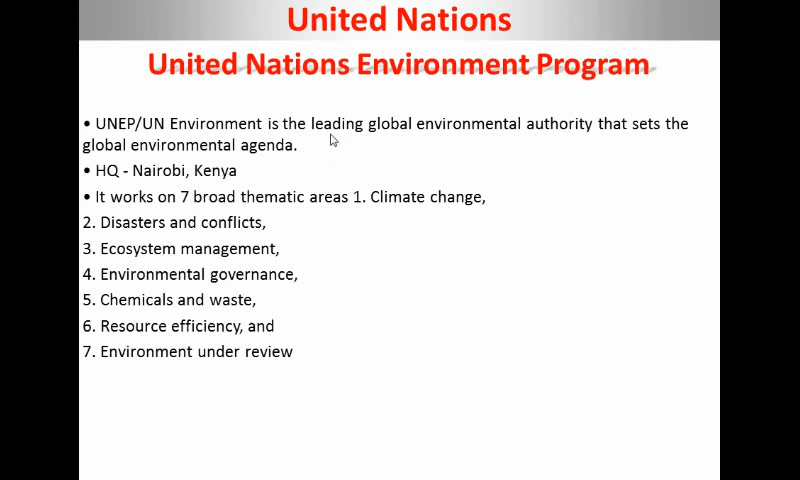 United Nations
United Nations Environment Program
• UNEP/UN Environment is the leading global environmental authority that sets the
global environmental agenda.
• HQ - Nairobi, Kenya
• It works on 7 broad thematic areas 1. Climate change,
2. Disasters and conflicts,
3. Ecosystem management,
4. Environmental governance,
5. Chemicals and waste,
6. Resource efficiency, and
7. Environment under review